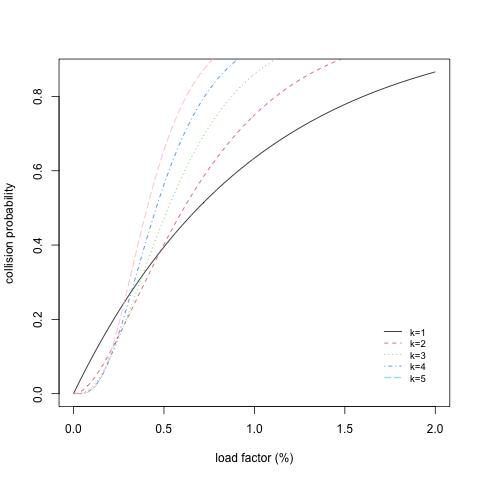 collision probability
0.8
0.6
0.4
0.2
0.0
k=1
k=2
k=3
k=4
k=5
0.0 0.5 1.0 1.5 2.0
load factor (%)